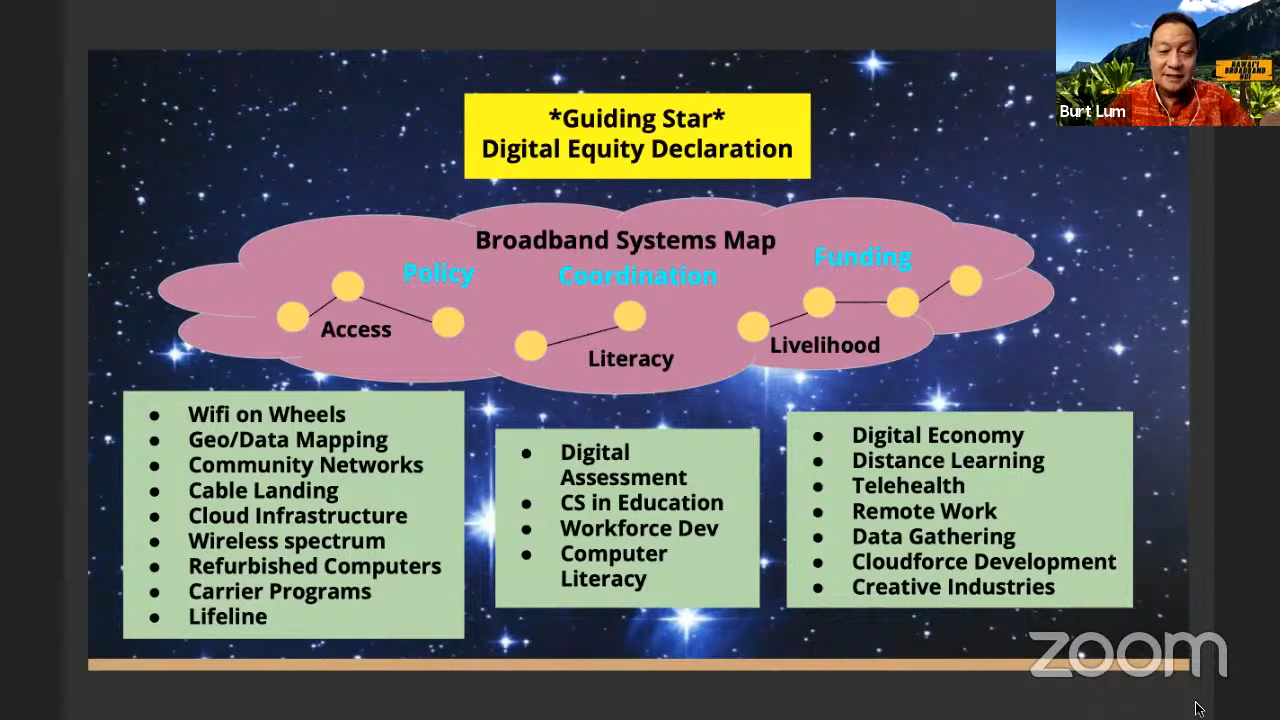 HAWAI'I
BROADBAND
HUI
Burt Lum
*Guiding Star*
Digital Equity Declaration
Broadband Systems Map
Policy
Coordination
Funding
Access
Literacy
Livelihood
● Wifi on Wheels
● Geo/Data Mapping
● Community Networks
● Cable Landing
● Cloud Infrastructure
● Wireless spectrum
● Refurbished Computers
● Carrier Programs
● Lifeline
● Digital
Assessment
● CS in Education
● Workforce Dev
● Computer
Literacy
● Digital Economy
● Distance Learning
● Telehealth
● Remote Work
● Data Gathering
● Cloudforce Development
● Creative Industries
zoom